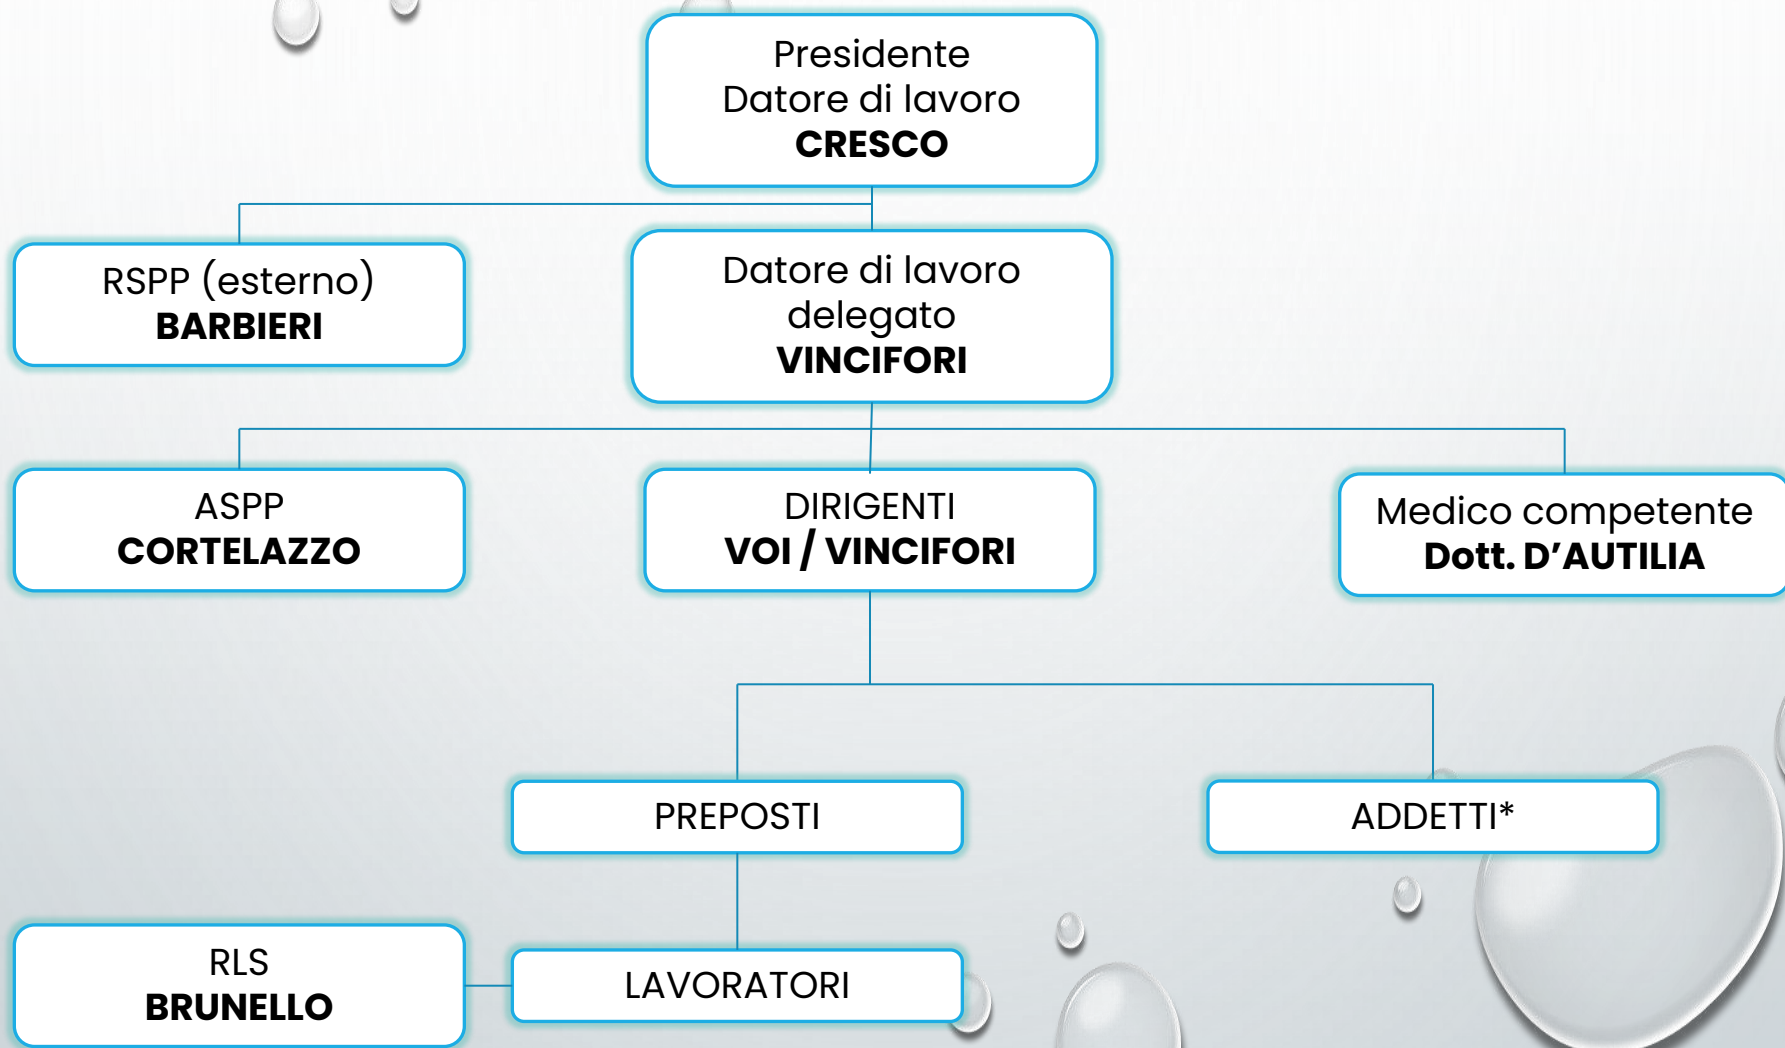 Presidente
Datore di lavoro
CRESCO
RSPP (esterno)
BARBIERI
Datore di lavoro
delegato
VINCIFORI
ASPP
CORTELAZZO
DIRIGENTI
VOI / VINCIFORI
Medico competente
Dott. D’AUTILIA
PREPOSTI
ADDETTI*
RLS
BRUNELLO
LAVORATORI